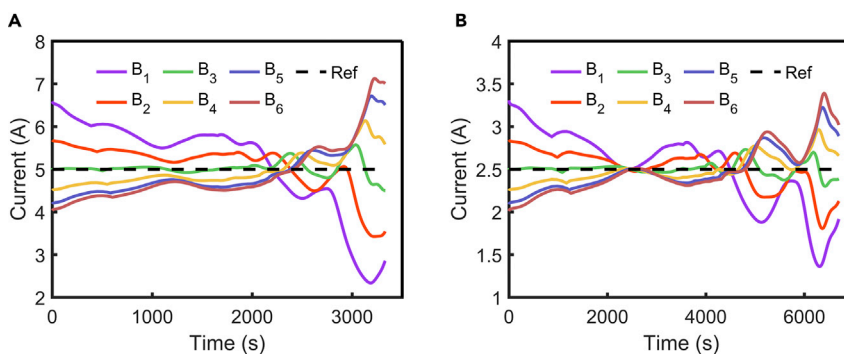 A
B
8
7
6
5
4
3
2
Current (A)
B1 B3 B5 Ref
B2 B4 B6
0 1000 2000 3000
Time (s)
4
3.5
3
2.5
2
1.5
1
Current (A)
B1 B3 B5 Ref
B2 B4 B6
0 2000 4000 6000
Time (s)